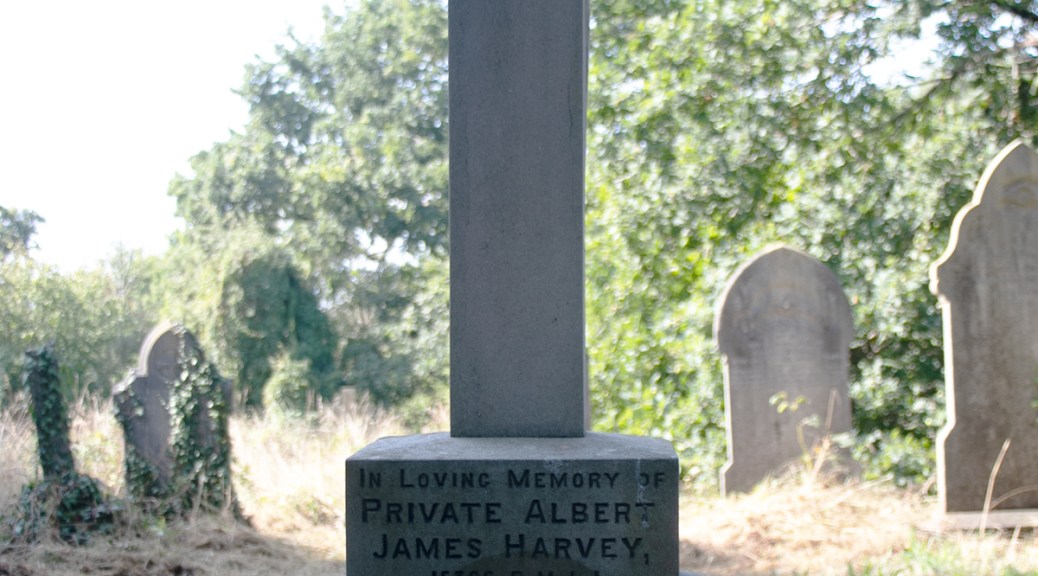 IN LOVING MEMORY OF
PRIVATE ALBERT
JAMES HARVEY,